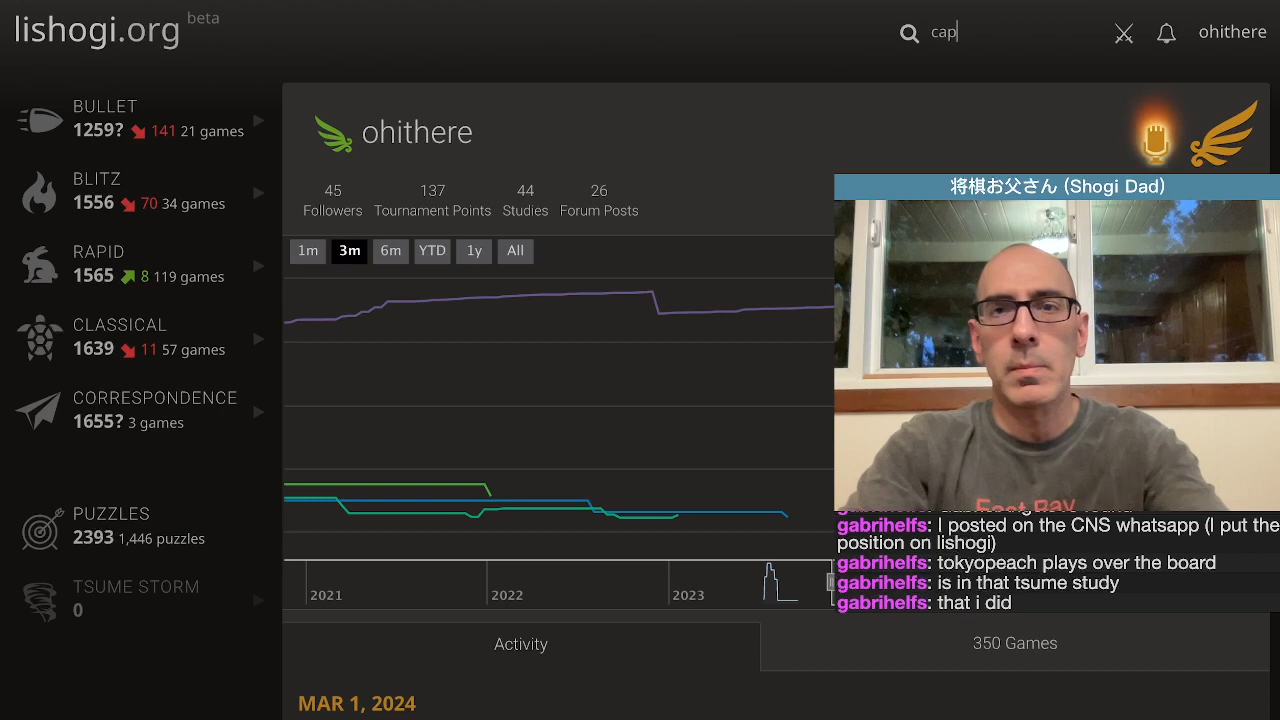 lishogi.org beta
cap
ohithere
BULLET
1259? 141 21 games
BLITZ
1556 70 34 games
RAPID
1565 8 119 games
CLASSICAL
1639 11 57 games
CORRESPONDENCE
1655? 3 games
PUZZLES
2393 1,446 puzzles
TSUME STORM
0
ohithere
45 137 44 26
Followers Tournament Points Studies Forum Posts
1m 3m 6m YTD 1y All
2021 2022 2023
Activity
350 Games
MAR 1, 2024
将棋お父さん (Shogi Dad)
East Bay
gabrihelfs: I posted on the CNS whatsapp (I put the
position on lishogi)
gabrihelfs: tokyopeach plays over the board
gabrihelfs: is in that tsume study
gabrihelfs: that i did